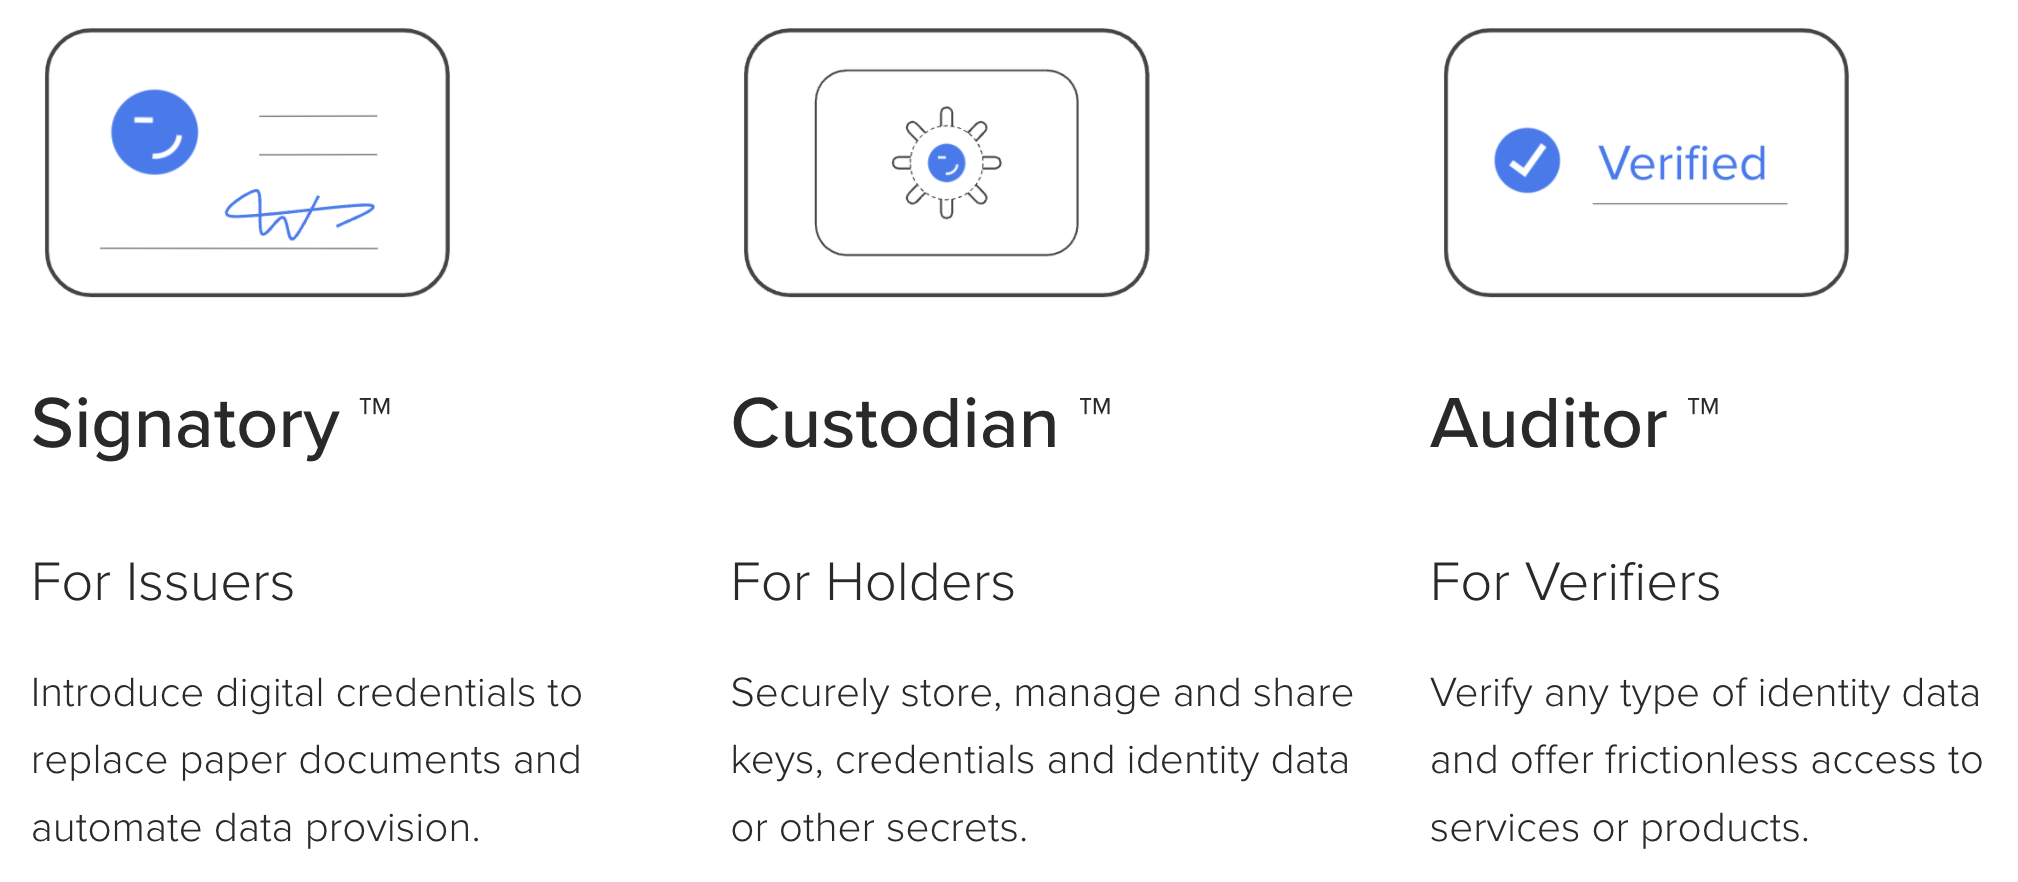 Verified
Signatory ™
Custodian ™
Auditor ™
For Issuers
For Holders
For Verifiers
Introduce digital credentials to
replace paper documents and
automate data provision.
Securely store, manage and share
keys, credentials and identity data
or other secrets.
Verify any type of identity data
and offer frictionless access to
services or products.